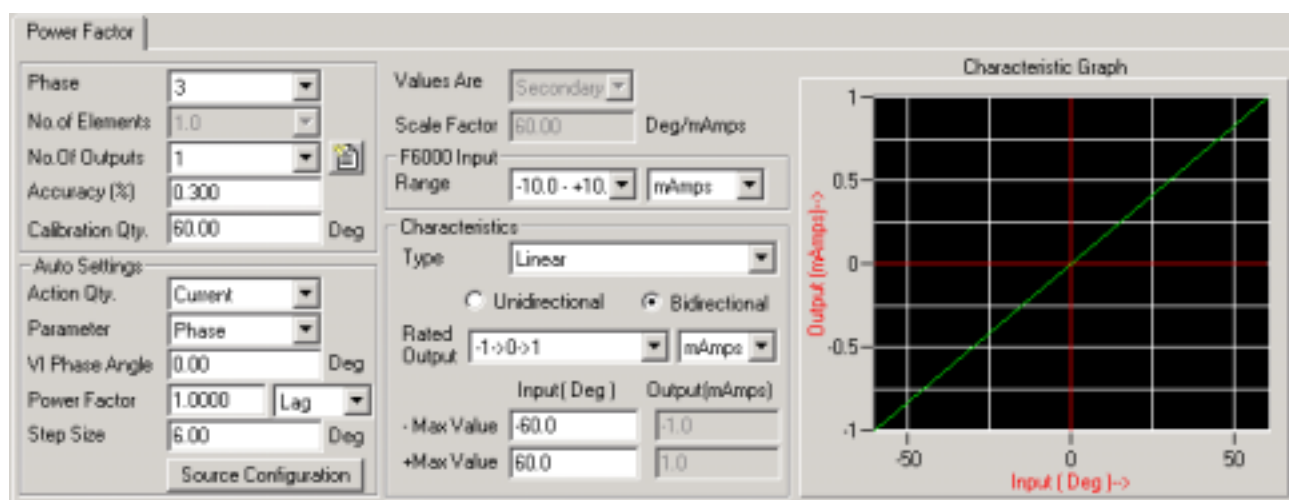 Power Factor
Phase 3
No.of Elements 1.0
No.Of Outputs 1
Accuracy (%) 0.300
Calibration Qty. 60.00 Deg
Auto Settings
Action Qty. Current
Parameter Phase
V1 Phase Angle 0.00 Deg
Power Factor 1.0000 Lag
Step Size 6.00 Deg
Source Configuration
Values Are Secondary
Scale Factor 60.00 Deg/mAmps
F6000 Input
Range -10.0 - +10. mAmps
Characteristics
Type Linear
Unidirectional Bidirectional
Rated
Output -1->0->1 mAmps
Input( Deg ) Output(mAmps)
- Max Value -60.0 -1.0
+Max Value 60.0 1.0
Characteristic Graph
1
0.5
0
-0.5
-1
Output (mAmps)-->
-50 0 50
Input ( Deg )-->